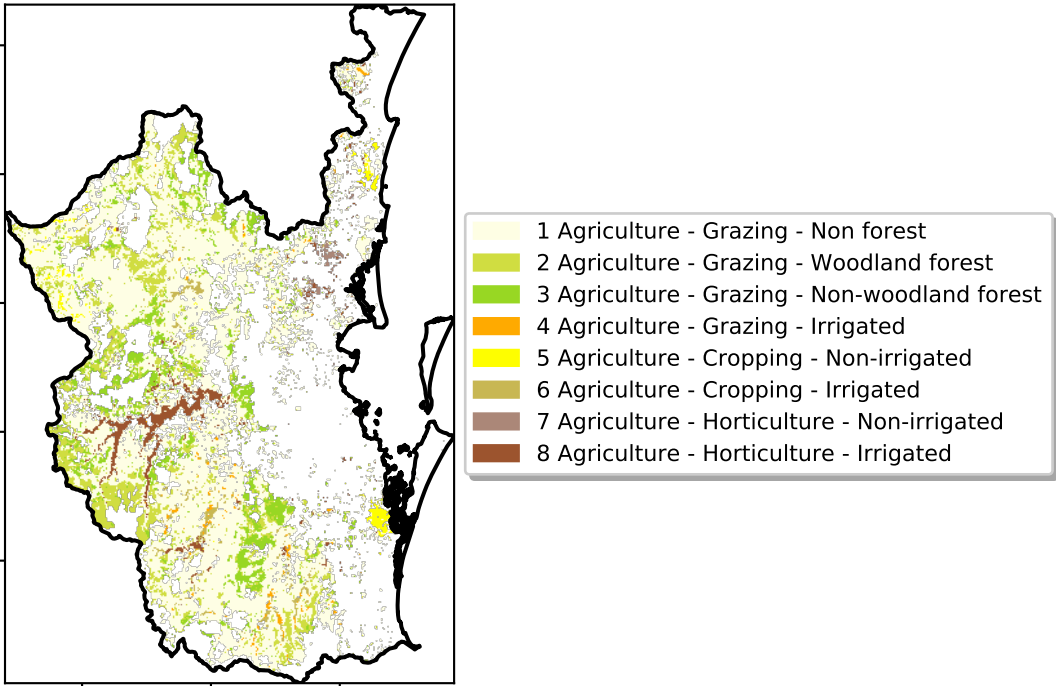 1 Agriculture - Grazing - Non forest
2 Agriculture - Grazing - Woodland forest
3 Agriculture - Grazing - Non-woodland forest
4 Agriculture - Grazing - Irrigated
5 Agriculture - Cropping - Non-irrigated
6 Agriculture - Cropping - Irrigated
7 Agriculture - Horticulture - Non-irrigated
8 Agriculture - Horticulture - Irrigated